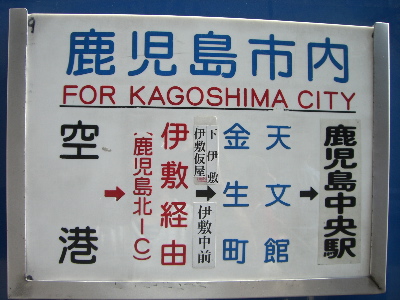 鹿児島市内
FOR KAGOSHIMA CITY
空港
→
伊敷経由
(鹿児島北IC)
下伊敷
伊敷仮屋
→
伊敷中前
金生町
天文館
→
鹿児島中央駅